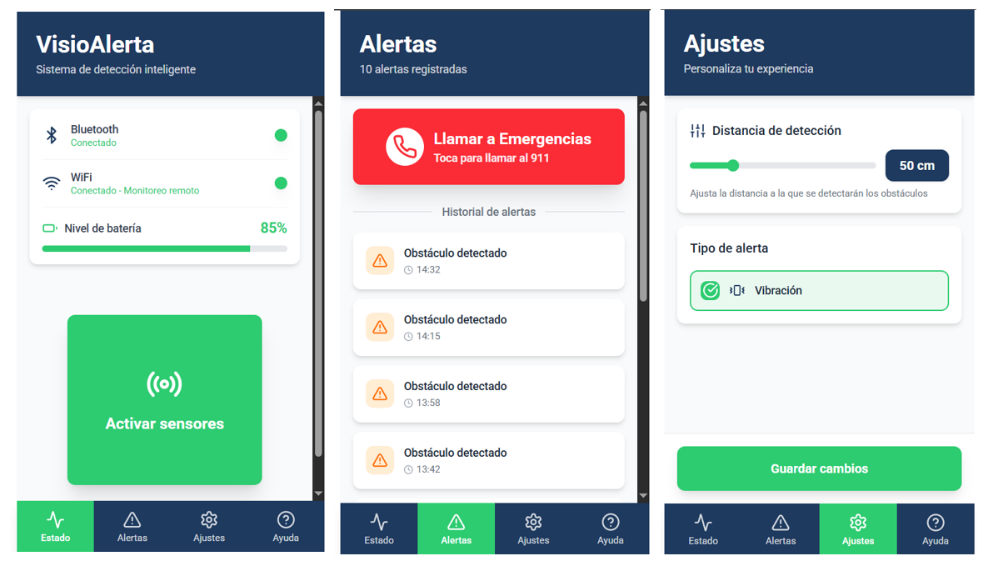 VisioAlerta
Sistema de detección inteligente
Bluetooth
Conectado
WiFi
Conectado - Monitoreo remoto
Nivel de batería 85%
Activar sensores
Estado Alertas Ajustes Ayuda
Alertas
10 alertas registradas
Llamar a Emergencias
Toca para llamar al 911
Historial de alertas
Obstáculo detectado
14:32
Obstáculo detectado
14:15
Obstáculo detectado
13:58
Obstáculo detectado
13:42
Estado Alertas Ajustes Ayuda
Ajustes
Personaliza tu experiencia
Distancia de detección
50 cm
Ajusta la distancia a la que se detectarán los obstáculos
Tipo de alerta
Vibración
Guardar cambios
Estado Alertas Ajustes Ayuda